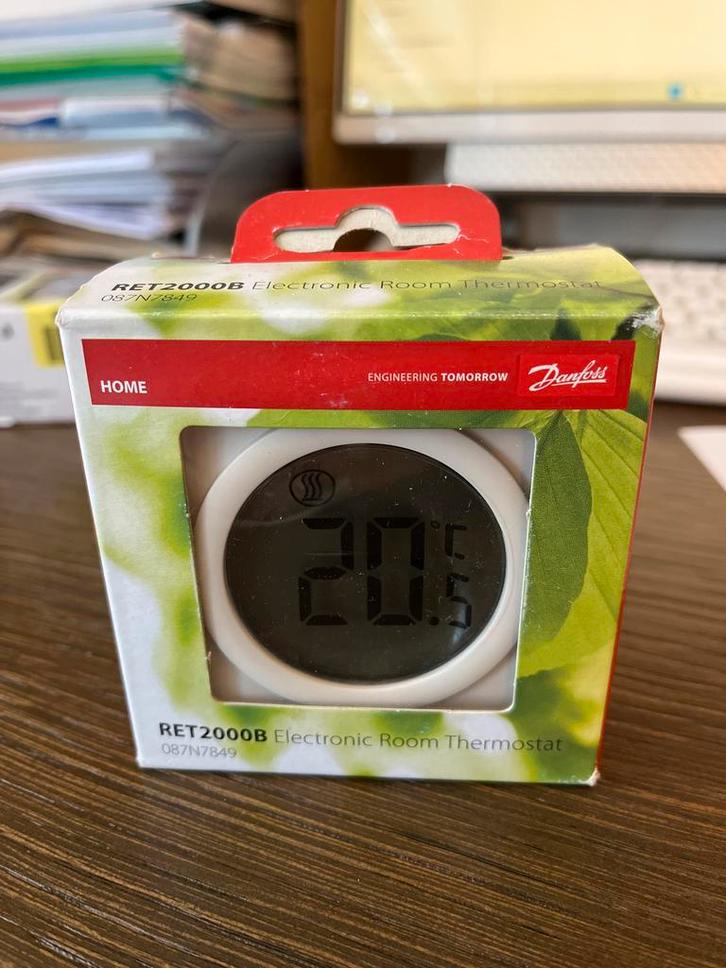 RET2000B Electronic Room Thermostat
087N7849
HOME
ENGINEERING TOMORROW Danfoss
20.5 °C
RET2000B Electronic Room Thermostat
087N7849